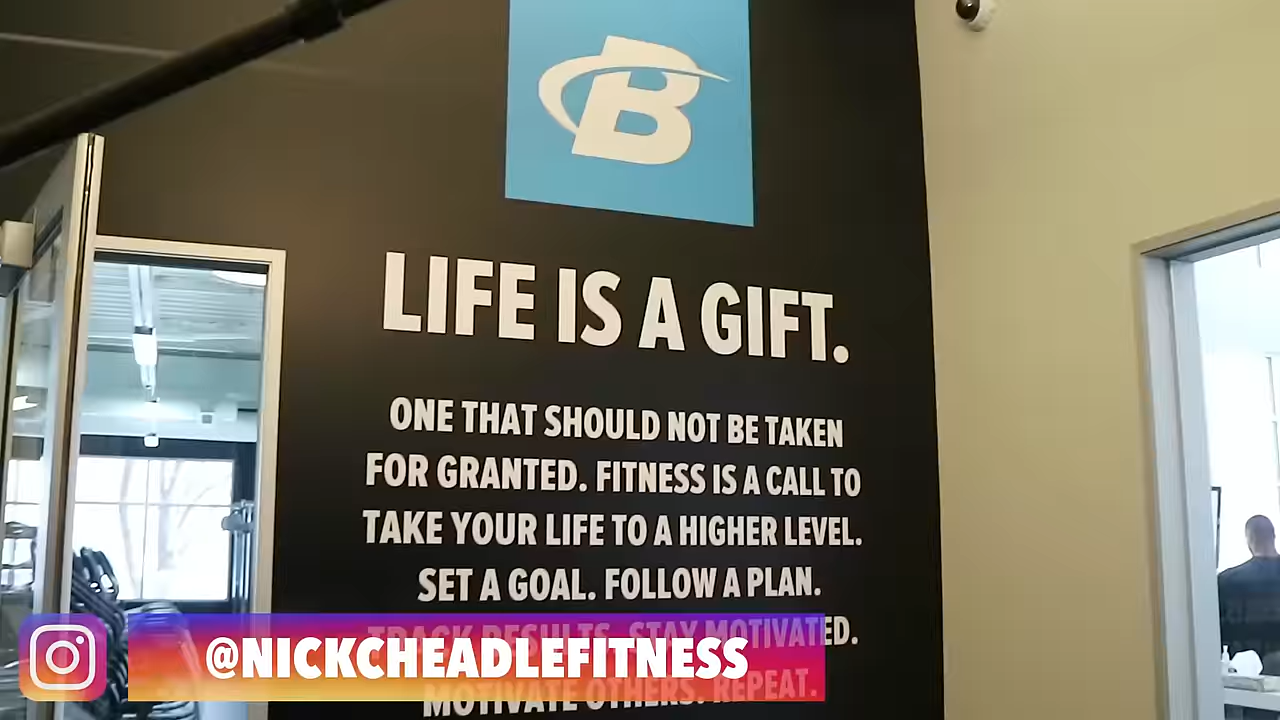 B
LIFE IS A GIFT.
ONE THAT SHOULD NOT BE TAKEN
FOR GRANTED. FITNESS IS A CALL TO
TAKE YOUR LIFE TO A HIGHER LEVEL.
SET A GOAL. FOLLOW A PLAN.
TRACK RESULTS. STAY MOTIVATED.
@NICKCHEADLEFITNESS
MOTIVATE OTHERS. REPEAT.